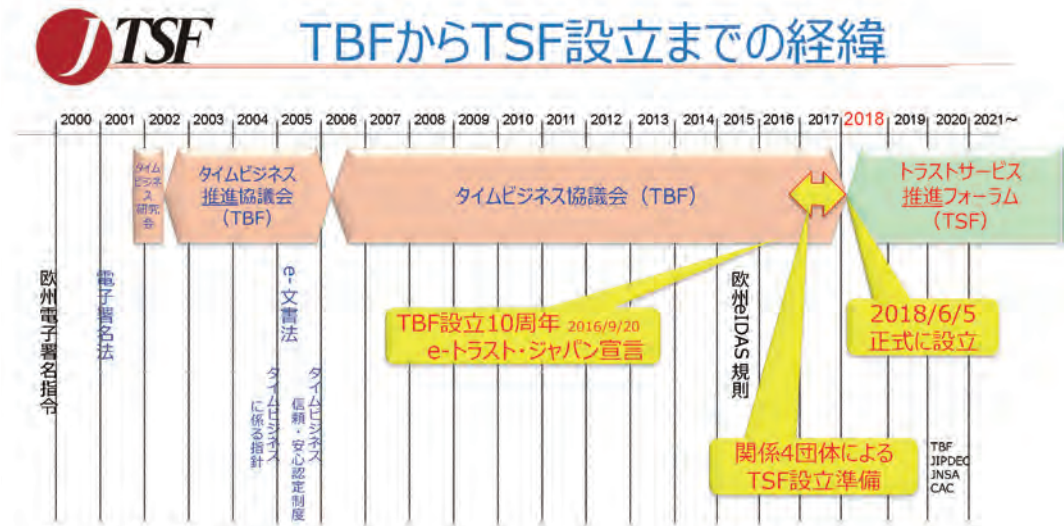 JTSF
TBFからTSF設立までの経緯
2000 2001 2002 2003 2004 2005 2006 2007 2008 2009 2010 2011 2012 2013 2014 2015 2016 2017 2018 2019 2020 2021～
タイム
ビジネ
ス
研究
会
タイムビジネス
推進協議会
（TBF）
タイムビジネス協議会（TBF）
トラストサービス
推進フォーラム
（TSF）
欧州電子署名指令
電子署名法
e-文書法
タイムビジネス
に係る指針
タイムビジネス
信頼・安心認定制度
TBF設立10周年 2016/9/20
e-トラスト・ジャパン宣言
欧州eIDAS規則
2018/6/5
正式に設立
関係4団体による
TSF設立準備
TBF
JIPDEC
JNSA
CAC